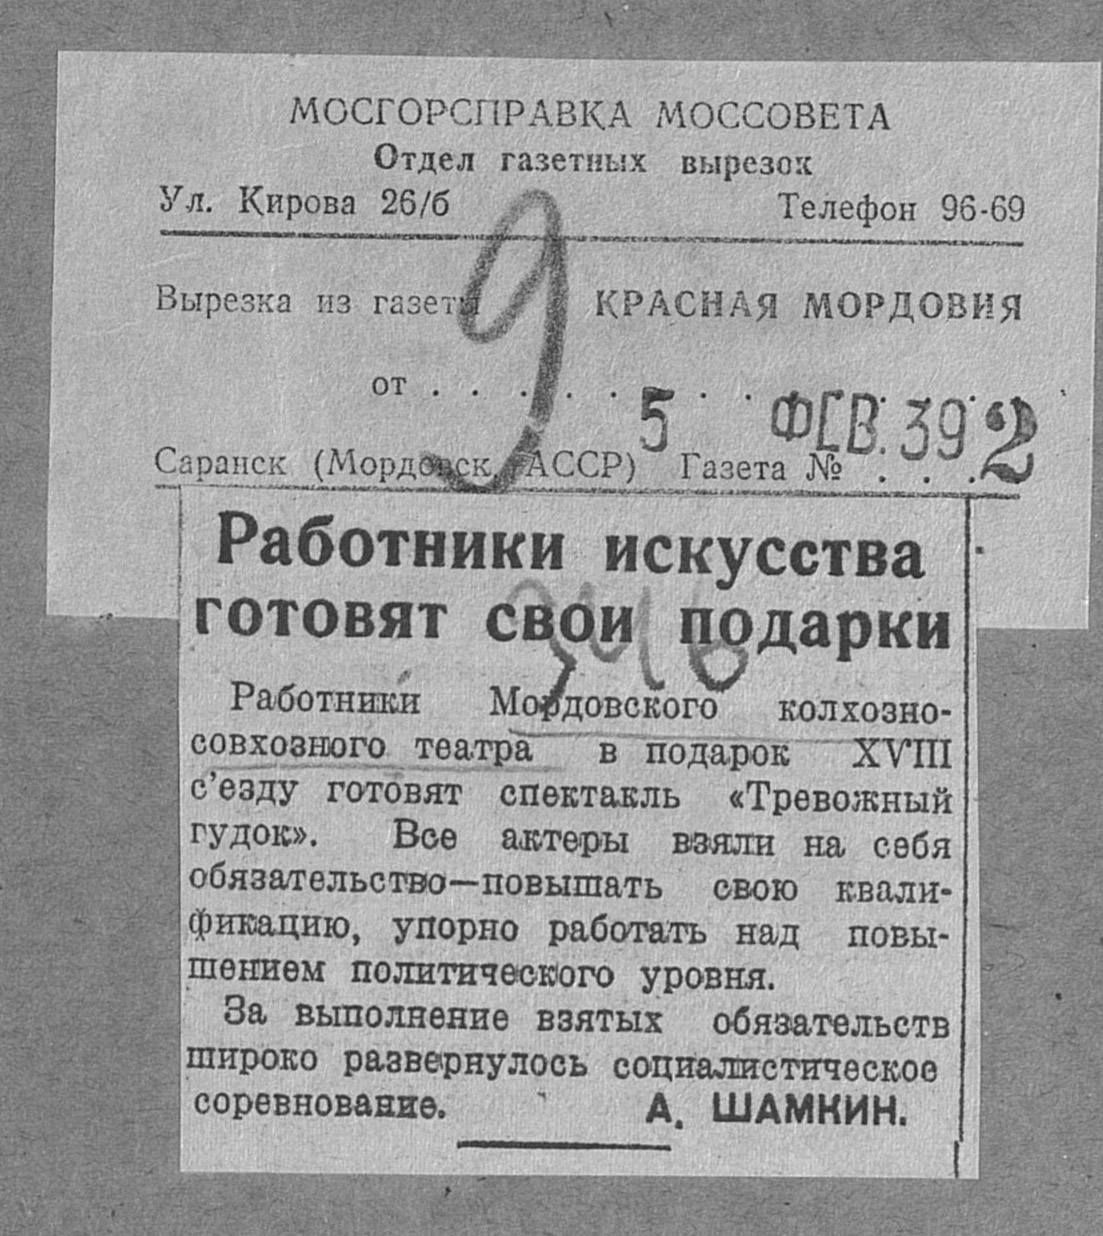 МОСГОРСПРАВКА МОССОВЕТА
Отдел газетных вырезок
Ул. Кирова 26/б Телефон 96-69
Вырезка из газеты КРАСНАЯ МОРДОВИЯ
9
от . . . . . . . . 5 ФЕВ. 39 2
Саранск (Мордовск. АССР) Газета № . . .
Работники искусства
готовят свои подарки
Работники Мордовского колхозно-
совхозного театра в подарок XVIII
с'езду готовят спектакль «Тревожный
гудок». Все актеры взяли на себя
обязательство—повышать свою квали-
фикацию, упорно работать над повы-
шением политического уровня.
За выполнение взятых обязательств
широко развернулось социалистическое
соревнование. А. ШАМКИН.